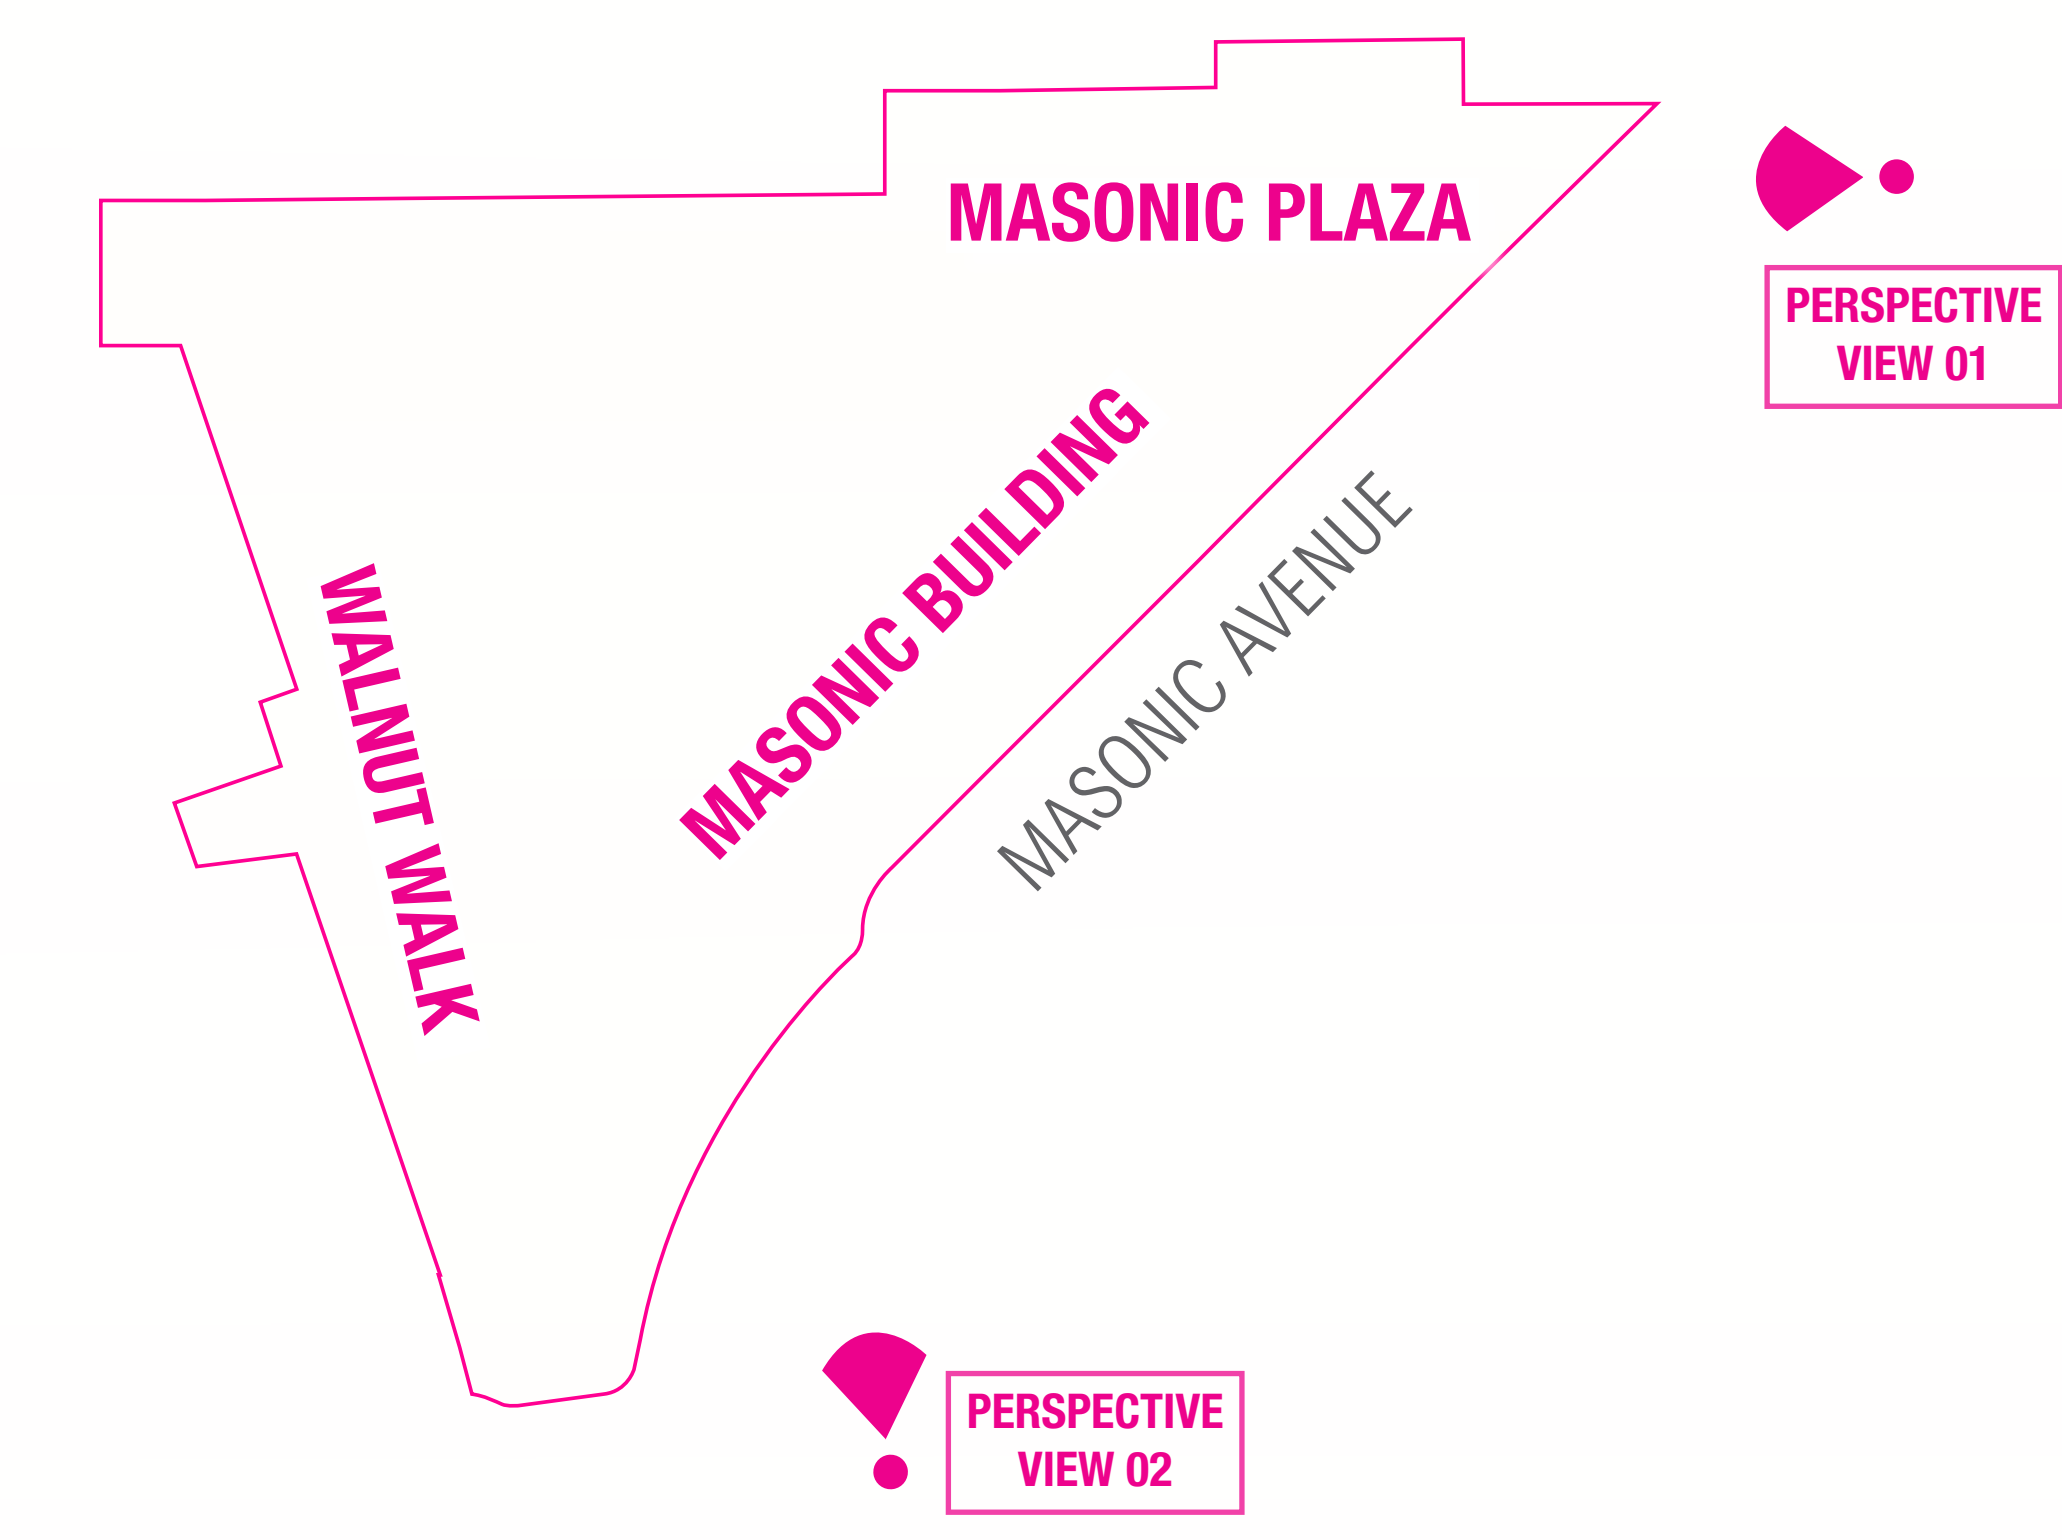 MASONIC PLAZA
PERSPECTIVE
VIEW 01
MASONIC BUILDING
MASONIC AVENUE
WALNUT WALK
PERSPECTIVE
VIEW 02